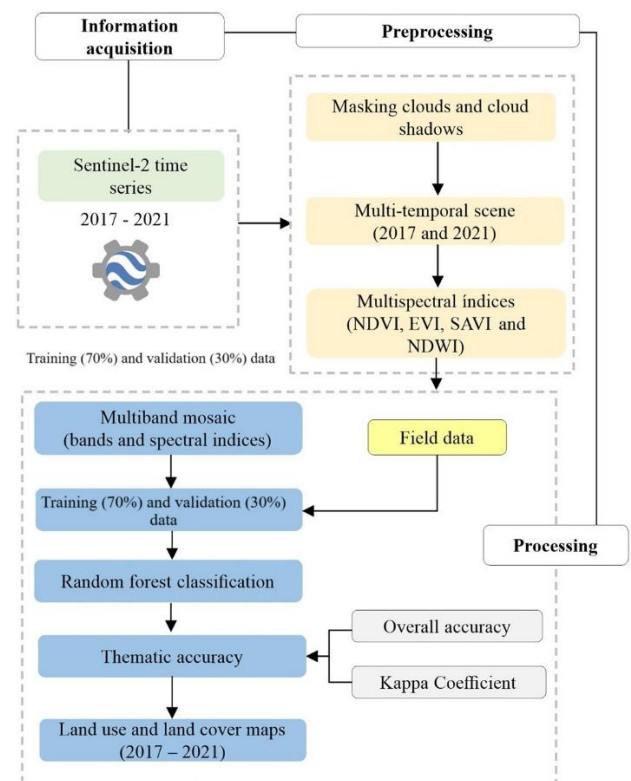 Information
acquisition
Preprocessing
Sentinel-2 time
series
2017 - 2021
Masking clouds and cloud
shadows
Multi-temporal scene
(2017 and 2021)
Multispectral índices
(NDVI, EVI, SAVI and
NDWI)
Training (70%) and validation (30%) data
Multiband mosaic
(bands and spectral indices)
Field data
Training (70%) and validation (30%)
data
Processing
Random forest classification
Thematic accuracy
Overall accuracy
Kappa Coefficient
Land use and land cover maps
(2017 – 2021)